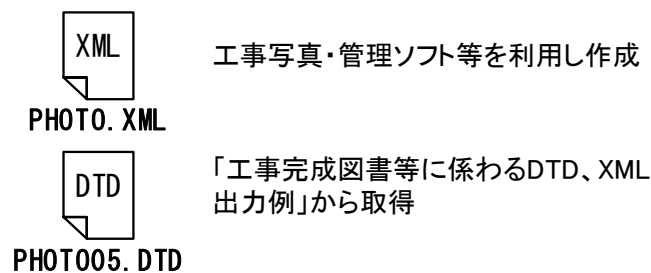 XML
工事写真・管理ソフト等を利用し作成
PHOTO.XML
DTD
「工事完成図書等に係わるDTD、XML
出力例」から取得
PHOTO05.DTD